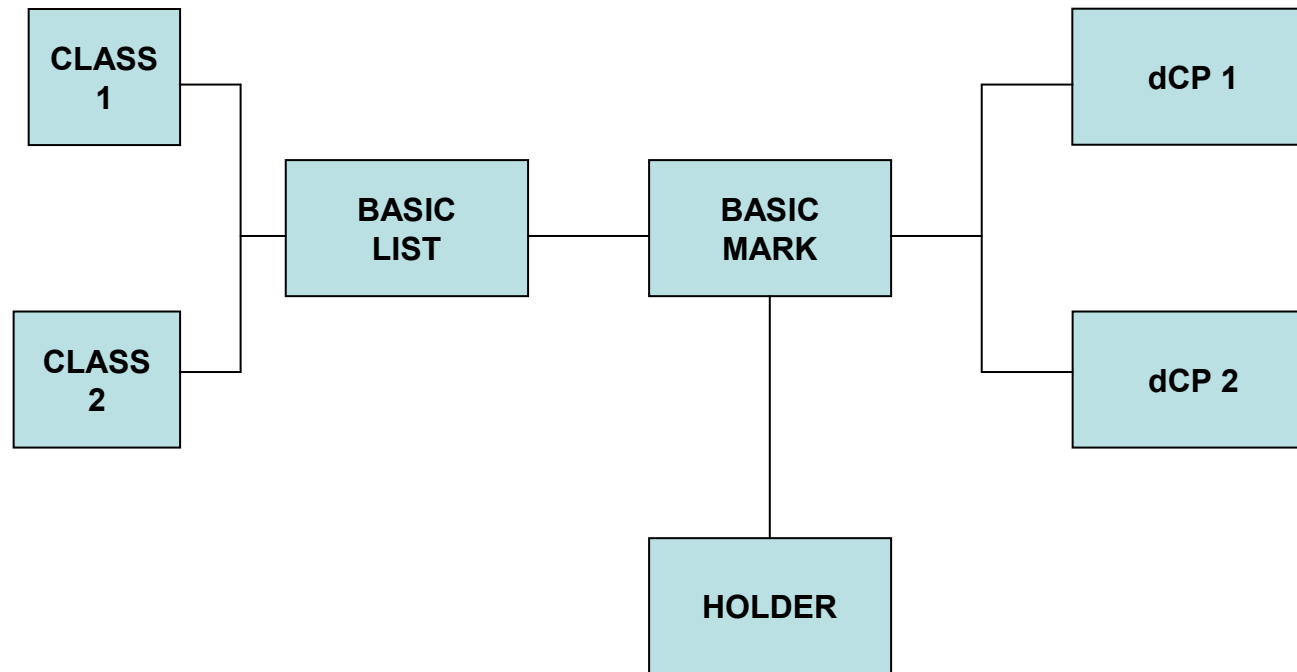 CLASS
1
dCP 1
BASIC
LIST
BASIC
MARK
CLASS
2
dCP 2
HOLDER